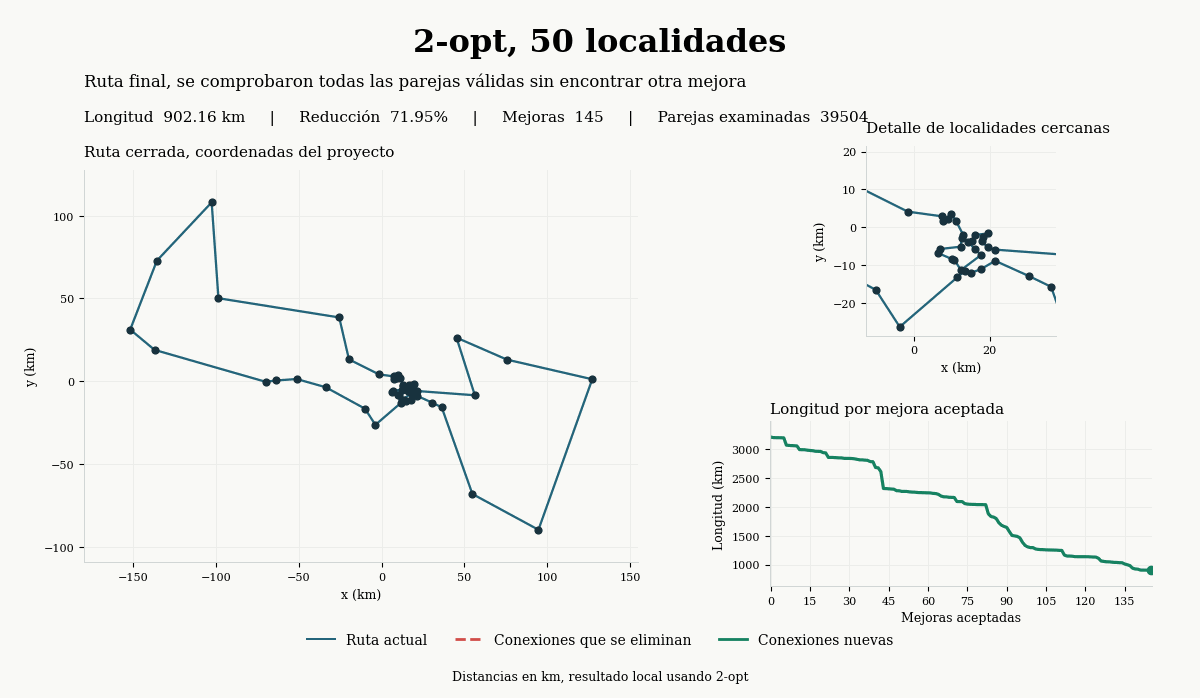 2-opt, 50 localidades
Ruta final, se comprobaron todas las parejas válidas sin encontrar otra mejora
Longitud 902.16 km | Reducción 71.95% | Mejoras 145 | Parejas examinadas 39504
Ruta cerrada, coordenadas del proyecto
100
50
0
−50
−100
y (km)
−150
−100
−50
0
50
100
150
x (km)
Detalle de localidades cercanas
20
10
0
−10
−20
y (km)
0
20
x (km)
Longitud por mejora aceptada
3000
2500
2000
1500
1000
Longitud (km)
0
15
30
45
60
75
90
105
120
135
Mejoras aceptadas
Ruta actual
Conexiones que se eliminan
Conexiones nuevas
Distancias en km, resultado local usando 2-opt